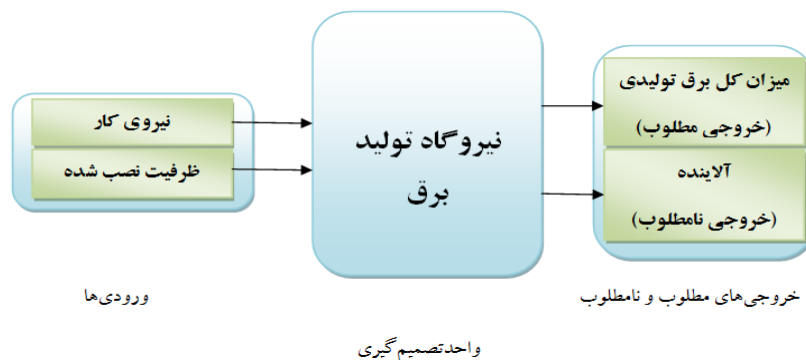 میزان کل برق تولیدی
(خروجی مطلوب)
آلاینده
(خروجی نامطلوب)
نیروگاه تولید
برق
نیروی کار
ظرفیت نصب شده
خروجی‌های مطلوب و نامطلوب
ورودی‌ها
واحدتصمیم‌گیری